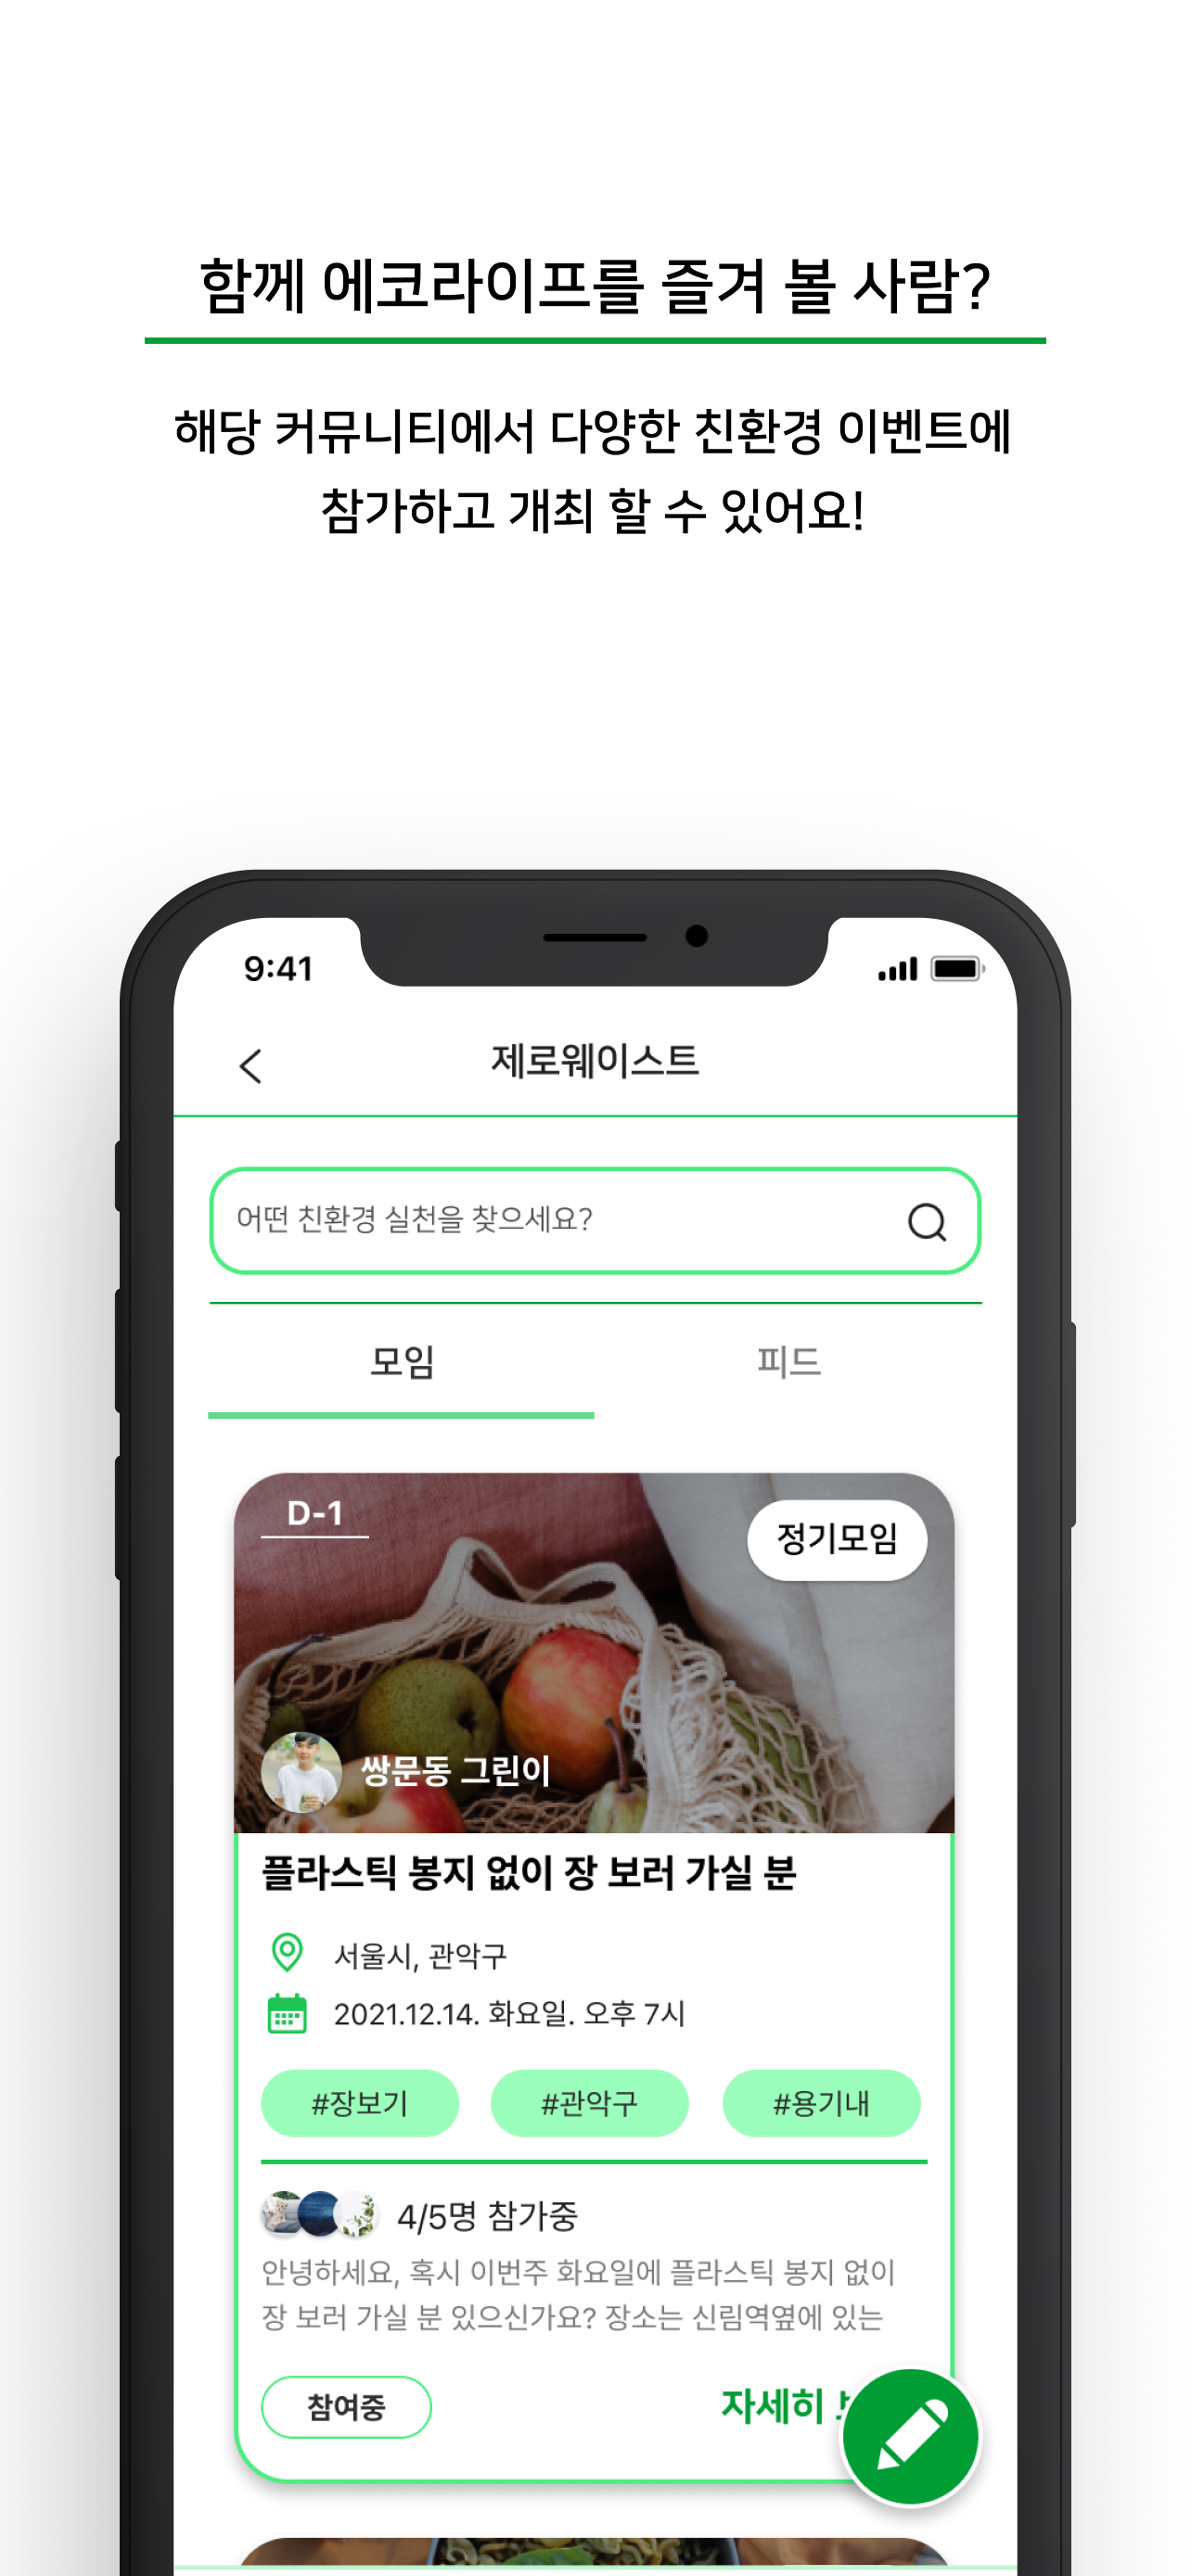 함께 에코라이프를 즐겨 볼 사람?
해당 커뮤니티에서 다양한 친환경 이벤트에
참가하고 개최 할 수 있어요!
9:41
제로웨이스트
어떤 친환경 실천을 찾으세요?
모임
피드
D-1
정기모임
쌍문동 그린이
플라스틱 봉지 없이 장 보러 가실 분
서울시, 관악구
2021.12.14. 화요일. 오후 7시
#장보기
#관악구
#용기내
4/5명 참가중
안녕하세요, 혹시 이번주 화요일에 플라스틱 봉지 없이
장 보러 가실 분 있으신가요? 장소는 신림역옆에 있는
참여중
자세히